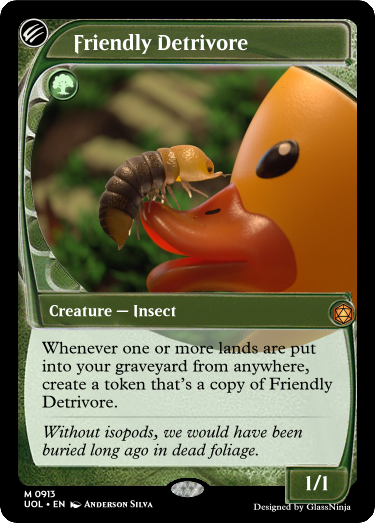 Friendly Detrivore
Creature — Insect
Whenever one or more lands are put
into your graveyard from anywhere,
create a token that's a copy of Friendly
Detrivore.
Without isopods, we would have been
buried long ago in dead foliage.
1/1
M 0913
UOL • EN Anderson Silva
Designed by GlassNinja